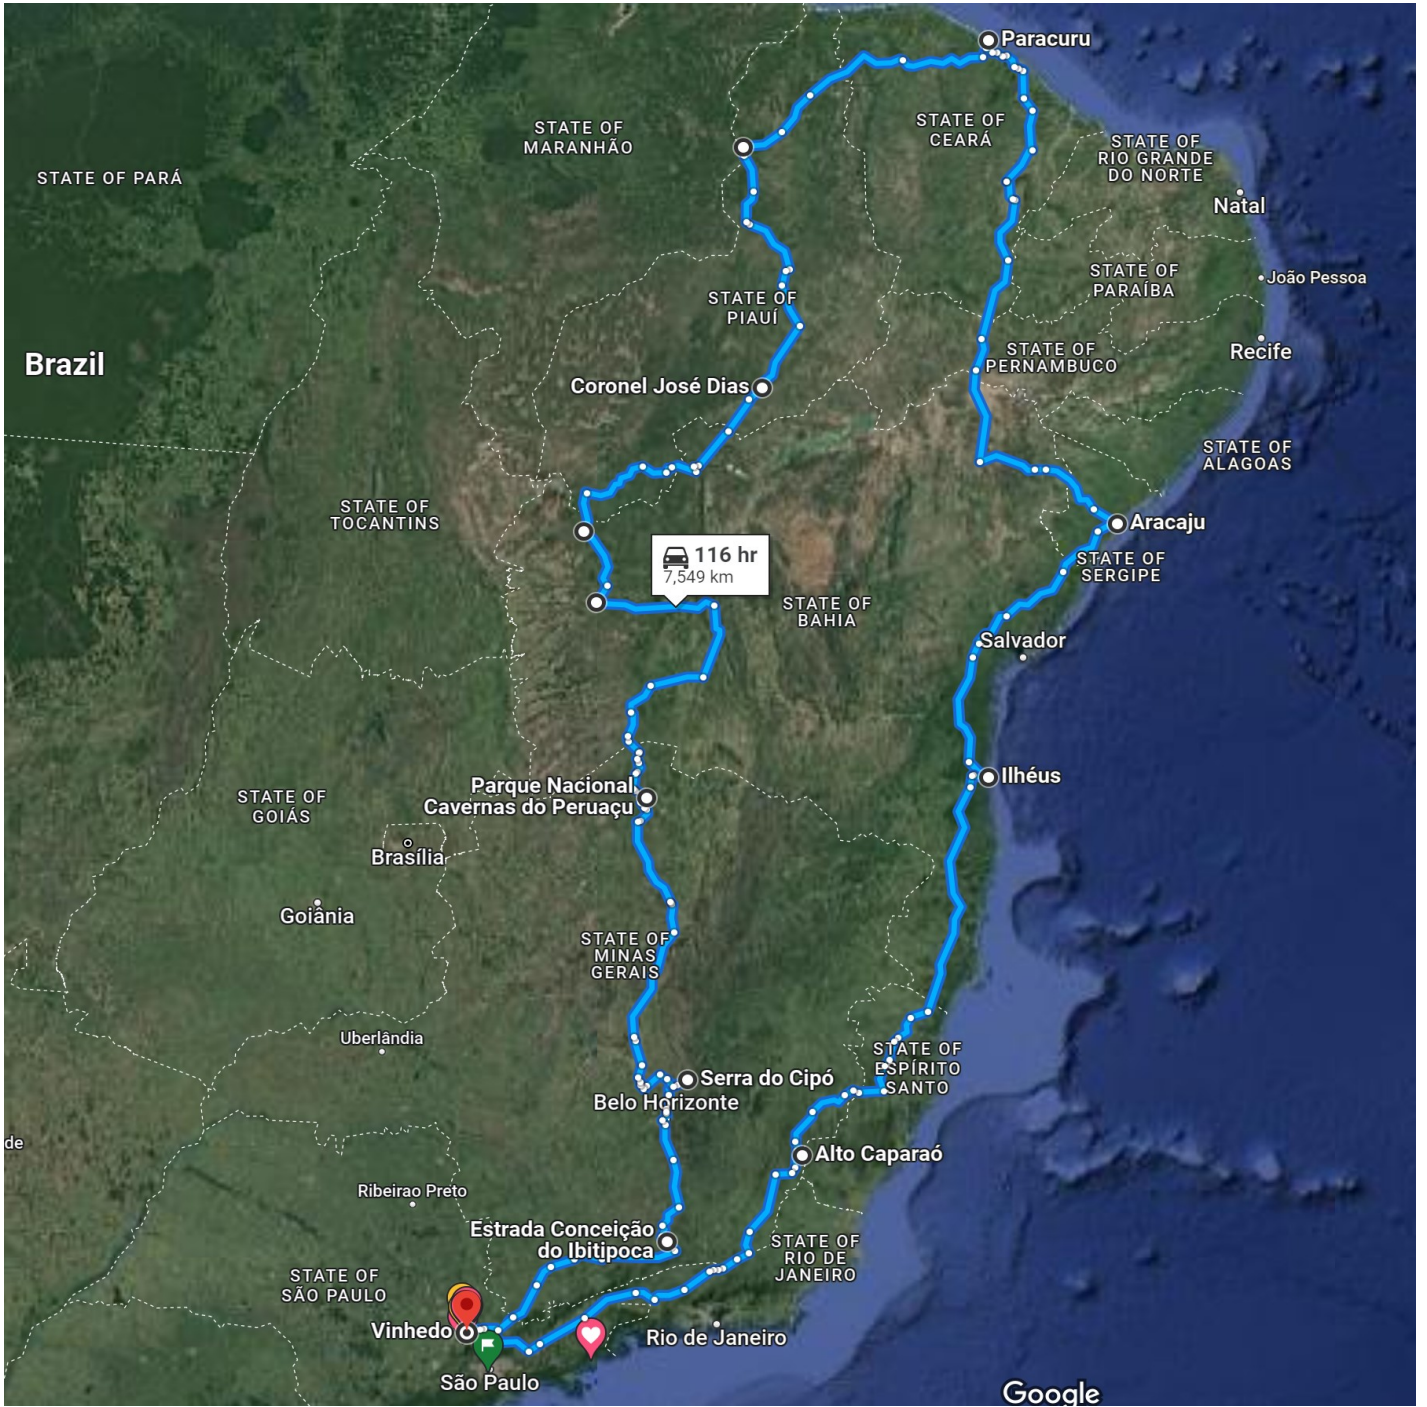 Paracuru
STATE OF
MARANHÃO
STATE OF
CEARÁ
STATE OF
RIO GRANDE
DO NORTE
STATE OF PARÁ
Natal
STATE OF
PARAÍBA
João Pessoa
STATE OF
PIAUÍ
Brazil
STATE OF
PERNAMBUCO
Recife
Coronel José Dias
STATE OF
ALAGOAS
STATE OF
TOCANTINS
Aracaju
116 hr
7,549 km
STATE OF
SERGIPE
STATE OF
BAHIA
Salvador
Ilhéus
Parque Nacional
Cavernas do Peruaçu
STATE OF
GOIÁS
Brasília
Goiânia
STATE OF
MINAS
GERAIS
Uberlândia
STATE OF
ESPÍRITO
SANTO
Serra do Cipó
Belo Horizonte
de
Alto Caparaó
Ribeirao Preto
Estrada Conceição
do Ibitipoca
STATE OF
RIO DE
JANEIRO
STATE OF
SÃO PAULO
Vinhedo
Rio de Janeiro
São Paulo
Google